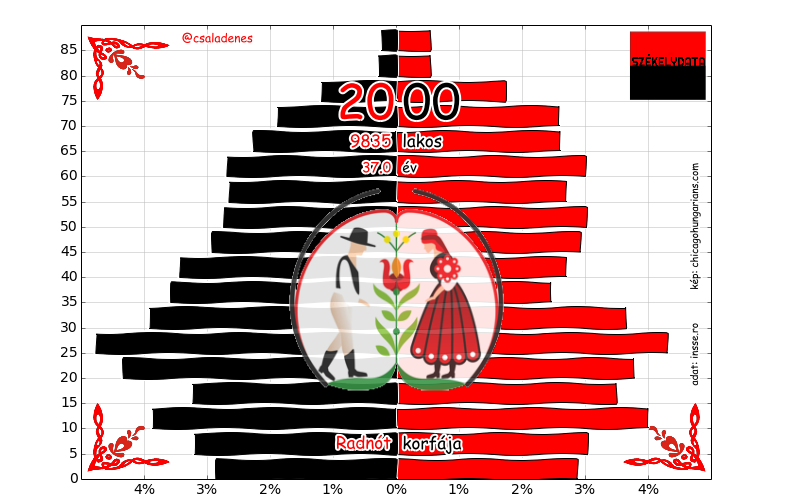 @csaladenes
SZÉKELYDATA
2000
9835 lakos
37.0 év
kép: chicagohungarians.com
adat: insse.ro
Radnót korfája
85
80
75
70
65
60
55
50
45
40
35
30
25
20
15
10
5
0
4% 3% 2% 1% 0% 1% 2% 3% 4%